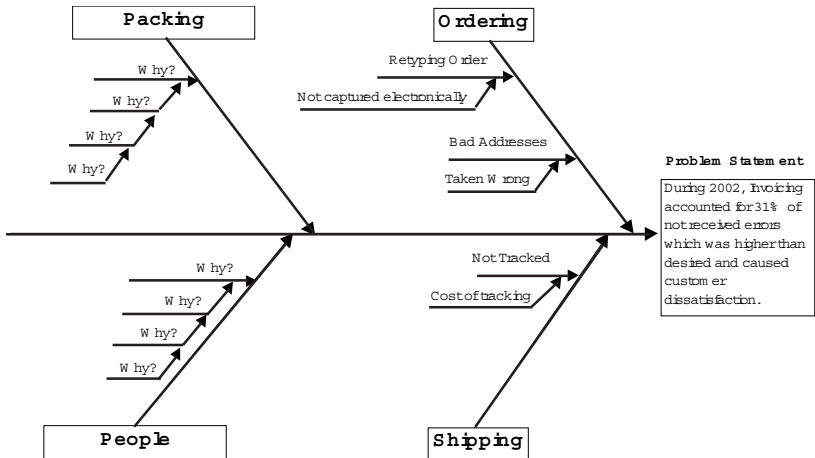 Packing
Ordering
Why?
Why?
Why?
Why?
Retyping Order
Not captured electronically
Bad Addresses
Taken Wrong
Problem Statement
During 2002, Invoicing
accounted for 31% of
not received errors
which was higher than
desired and caused
customer
dissatisfaction.
Why?
Why?
Why?
Why?
Not Tracked
Cost of tracking
People
Shipping